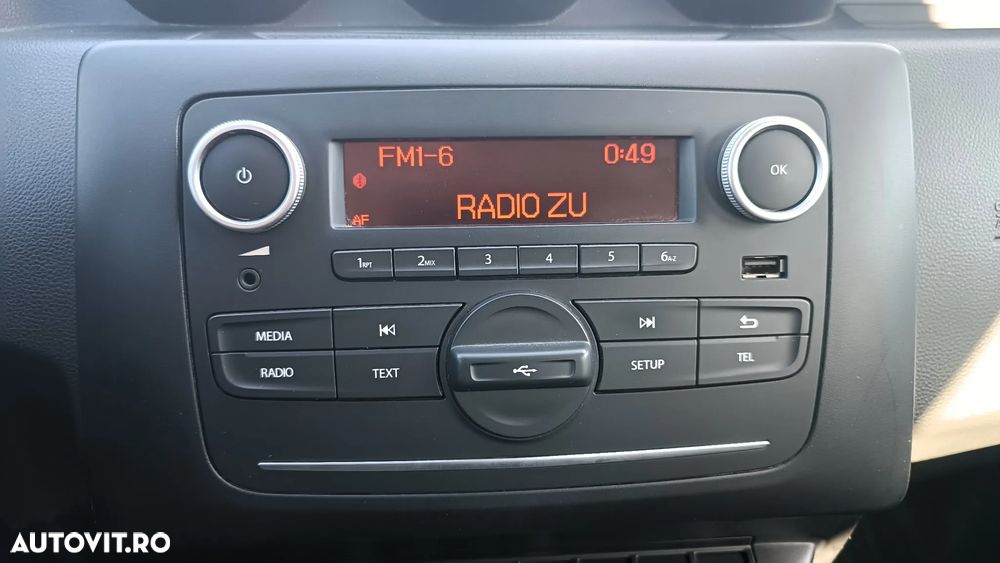 FM1-6 0:49
AF
RADIO ZU
OK
1RPT 2MIX 3 4 5 6A-Z
MEDIA
RADIO TEXT SETUP TEL
AUTOVIT.RO